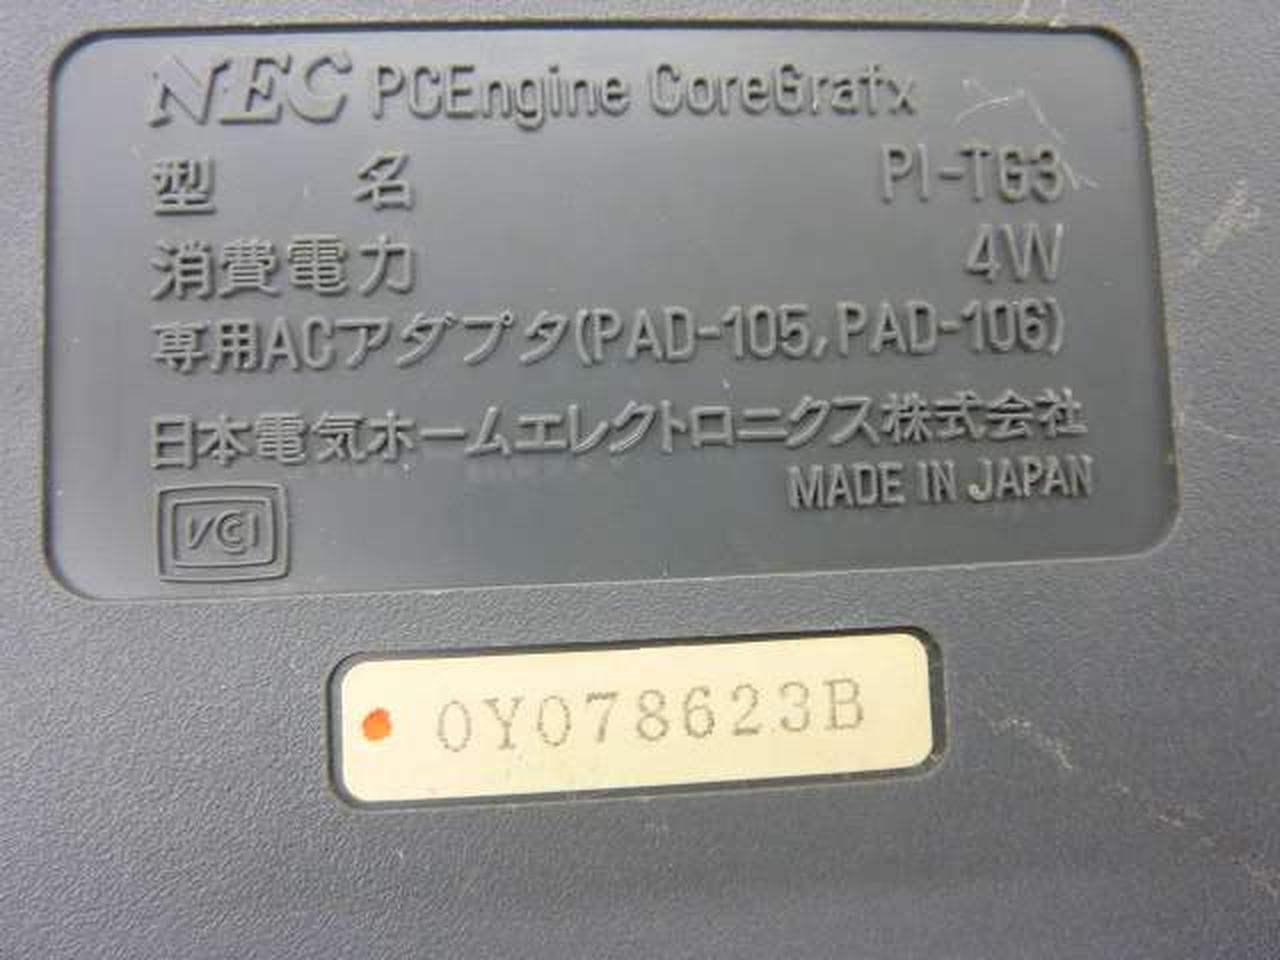 NEC PCEngine CoreGrafx
型名 PI-TG3
消費電力 4W
専用ACアダプタ(PAD-105,PAD-106)
日本電気ホームエレクトロニクス株式会社
MADE IN JAPAN
VCI
0Y078623B